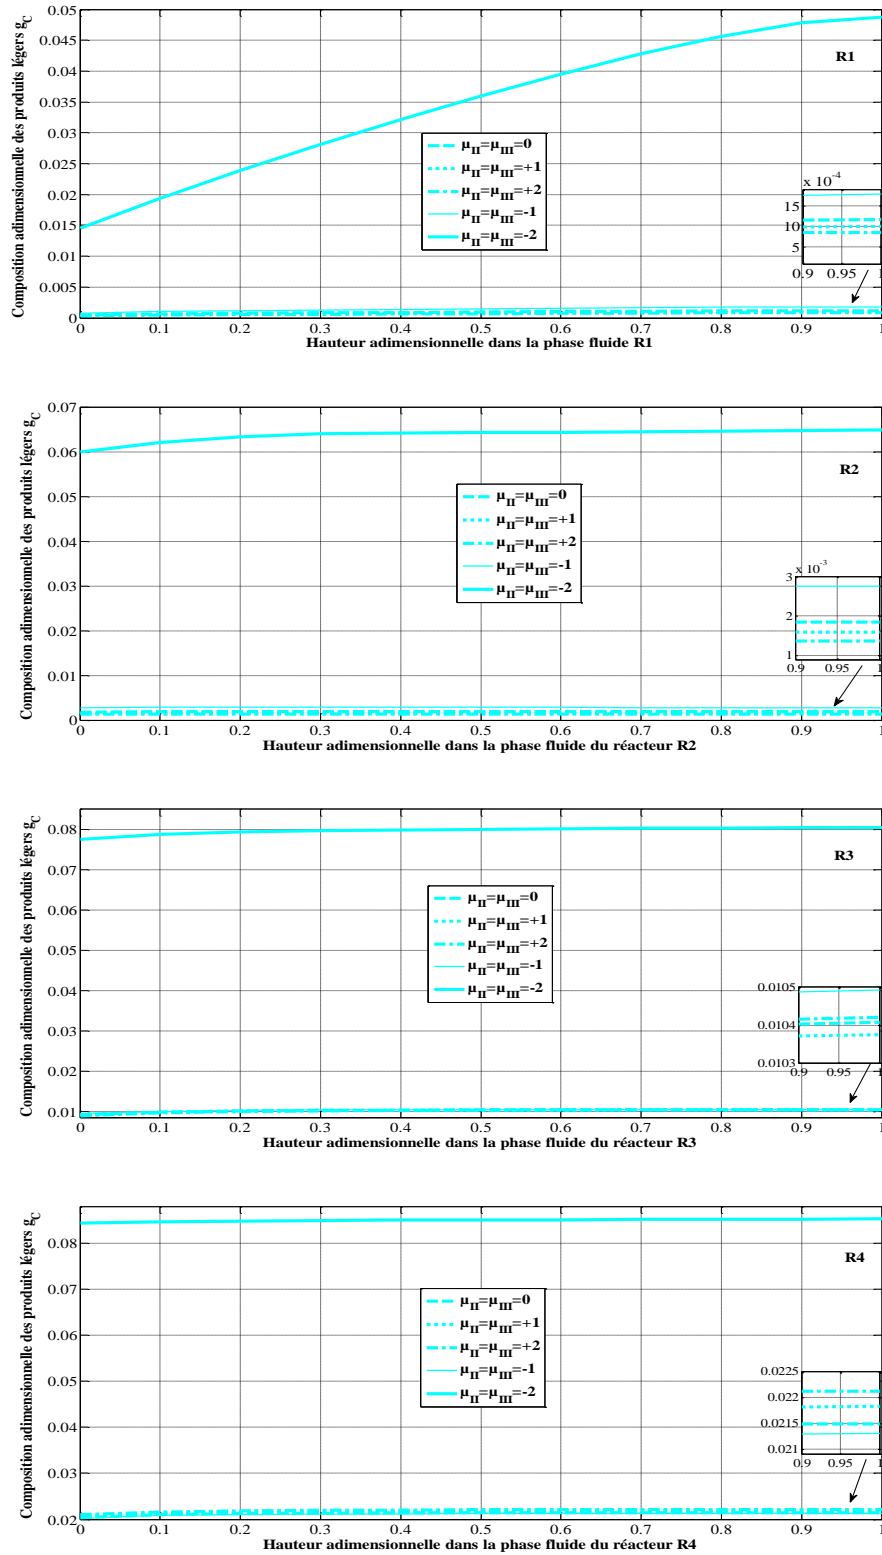 Composition adimensionnelle des produits légers g_C
0.05
0.045
0.04
0.035
0.03
0.025
0.02
0.015
0.01
0.005
0
R1
μ_II=μ_III=0
μ_II=μ_III=+1
μ_II=μ_III=+2
μ_II=μ_III=-1
μ_II=μ_III=-2
x 10^-4
15
10
5
0.9 0.95 1
0.1 0.2 0.3 0.4 0.5 0.6 0.7 0.8 0.9 1
Hauteur adimensionnelle dans la phase fluide R1
Composition adimensionnelle des produits légers g_C
0.07
0.06
0.05
0.04
0.03
0.02
0.01
0
R2
μ_II=μ_III=0
μ_II=μ_III=+1
μ_II=μ_III=+2
μ_II=μ_III=-1
μ_II=μ_III=-2
x 10^-3
3
2
1
0.9 0.95 1
0 0.1 0.2 0.3 0.4 0.5 0.6 0.7 0.8 0.9 1
Hauteur adimensionnelle dans la phase fluide du réacteur R2
Composition adimensionnelle des produits légers g_C
0.08
0.07
0.06
0.05
0.04
0.03
0.02
0.01
R3
μ_II=μ_III=0
μ_II=μ_III=+1
μ_II=μ_III=+2
μ_II=μ_III=-1
μ_II=μ_III=-2
0.0105
0.0104
0.0103
0.9 0.95 1
0 0.1 0.2 0.3 0.4 0.5 0.6 0.7 0.8 0.9 1
Hauteur adimensionnelle dans la phase fluide du réacteur R3
Composition adimensionnelle des produits légers g_C
0.08
0.07
0.06
0.05
0.04
0.03
0.02
R4
μ_II=μ_III=0
μ_II=μ_III=+1
μ_II=μ_III=+2
μ_II=μ_III=-1
μ_II=μ_III=-2
0.0225
0.022
0.0215
0.021
0.9 0.95 1
0 0.1 0.2 0.3 0.4 0.5 0.6 0.7 0.8 0.9 1
Hauteur adimensionnelle dans la phase fluide du réacteur R4